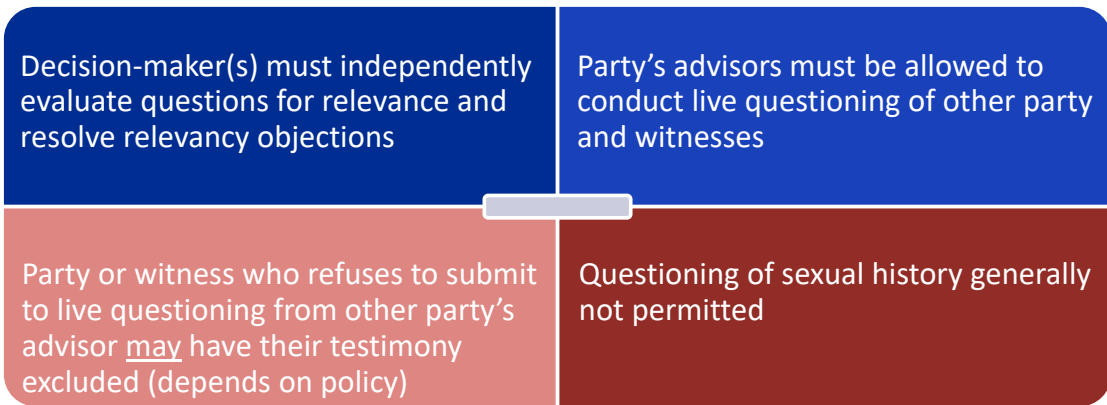 Decision-maker(s) must independently
evaluate questions for relevance and
resolve relevancy objections
Party’s advisors must be allowed to
conduct live questioning of other party
and witnesses
Party or witness who refuses to submit
to live questioning from other party’s
advisor may have their testimony
excluded (depends on policy)
Questioning of sexual history generally
not permitted